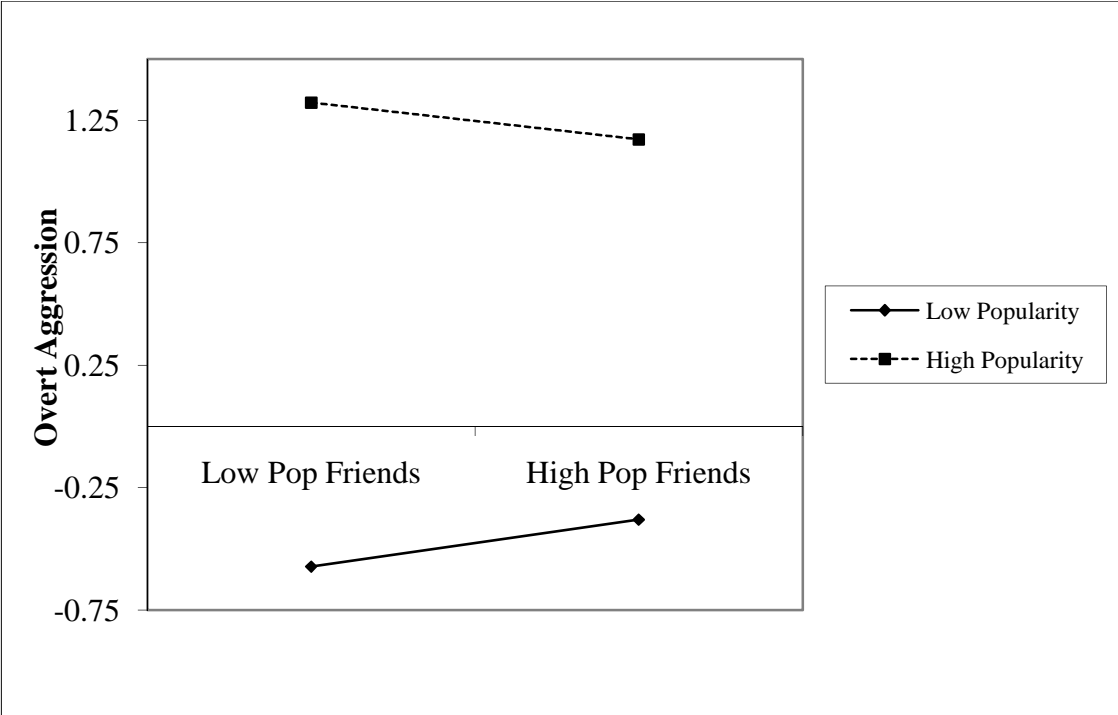 Overt Aggression
1.25
0.75
0.25
-0.25
-0.75
Low Pop Friends
High Pop Friends
Low Popularity
High Popularity